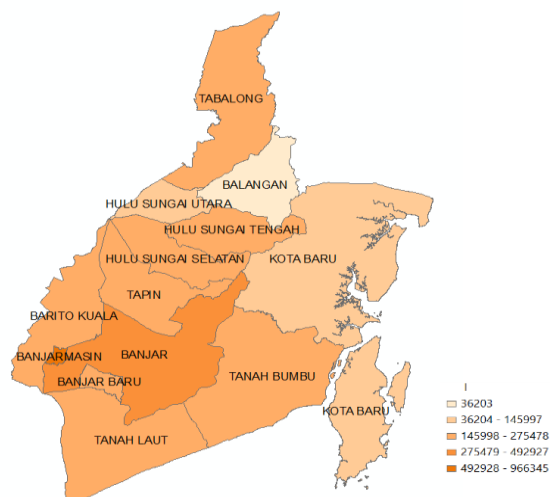 TABALONG
BALANGAN
HULU SUNGAI UTARA
HULU SUNGAI TENGAH
HULU SUNGAI SELATAN
KOTA BARU
TAPIN
BARITO KUALA
BANJARMASIN
BANJAR
BANJAR BARU
TANAH BUMBU
KOTA BARU
TANAH LAUT
I
36203
36204 - 145997
145998 - 275478
275479 - 492927
492928 - 966345